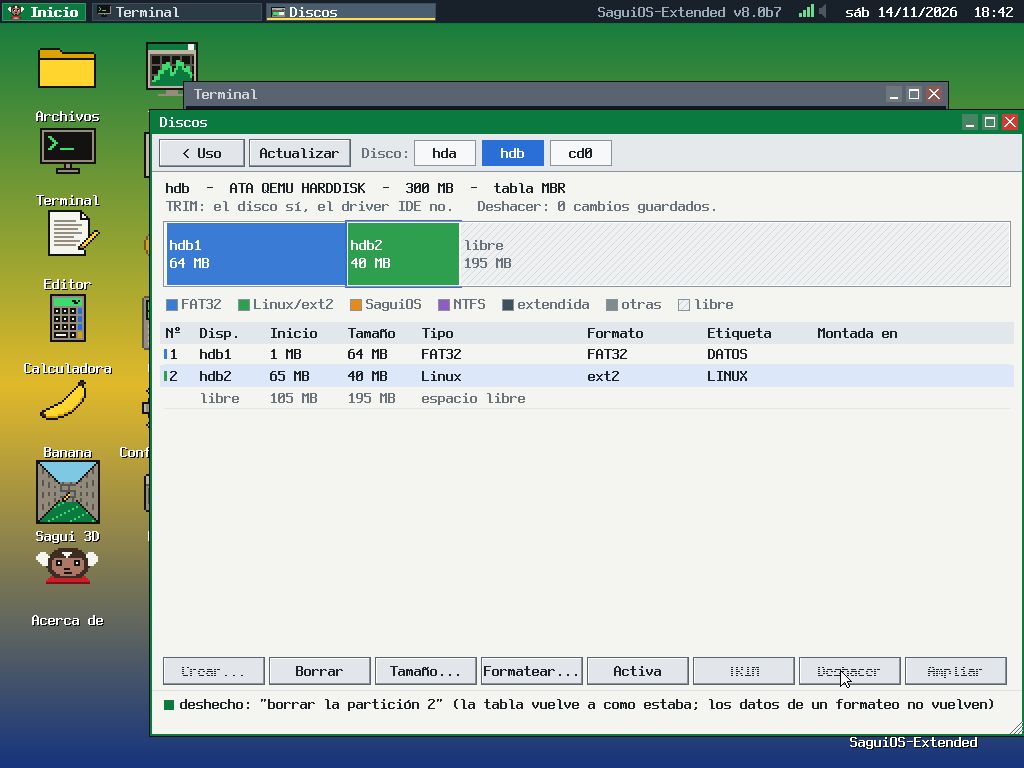 Inicio Terminal Discos SaguiOS-Extended v8.0b7 sáb 14/11/2026 18:42
Archivos
Terminal
Editor
Calculadora
Banana
Conf
Sagui 3D
Acerca de
Terminal
Discos
< Uso Actualizar Disco: hda hdb cd0
hdb - ATA QEMU HARDDISK - 300 MB - tabla MBR
TRIM: el disco sí, el driver IDE no. Deshacer: 0 cambios guardados.
hdb1 hdb2 libre
64 MB 40 MB 195 MB
FAT32 Linux/ext2 SaguiOS NTFS extendida otras libre
Nº Disp. Inicio Tamaño Tipo Formato Etiqueta Montada en
1 hdb1 1 MB 64 MB FAT32 FAT32 DATOS
2 hdb2 65 MB 40 MB Linux ext2 LINUX
libre 105 MB 195 MB espacio libre
Crear... Borrar Tamaño... Formatear... Activa TRIM Deshacer Ampliar
deshecho: "borrar la partición 2" (la tabla vuelve a como estaba; los datos de un formateo no vuelven)
SaguiOS-Extended